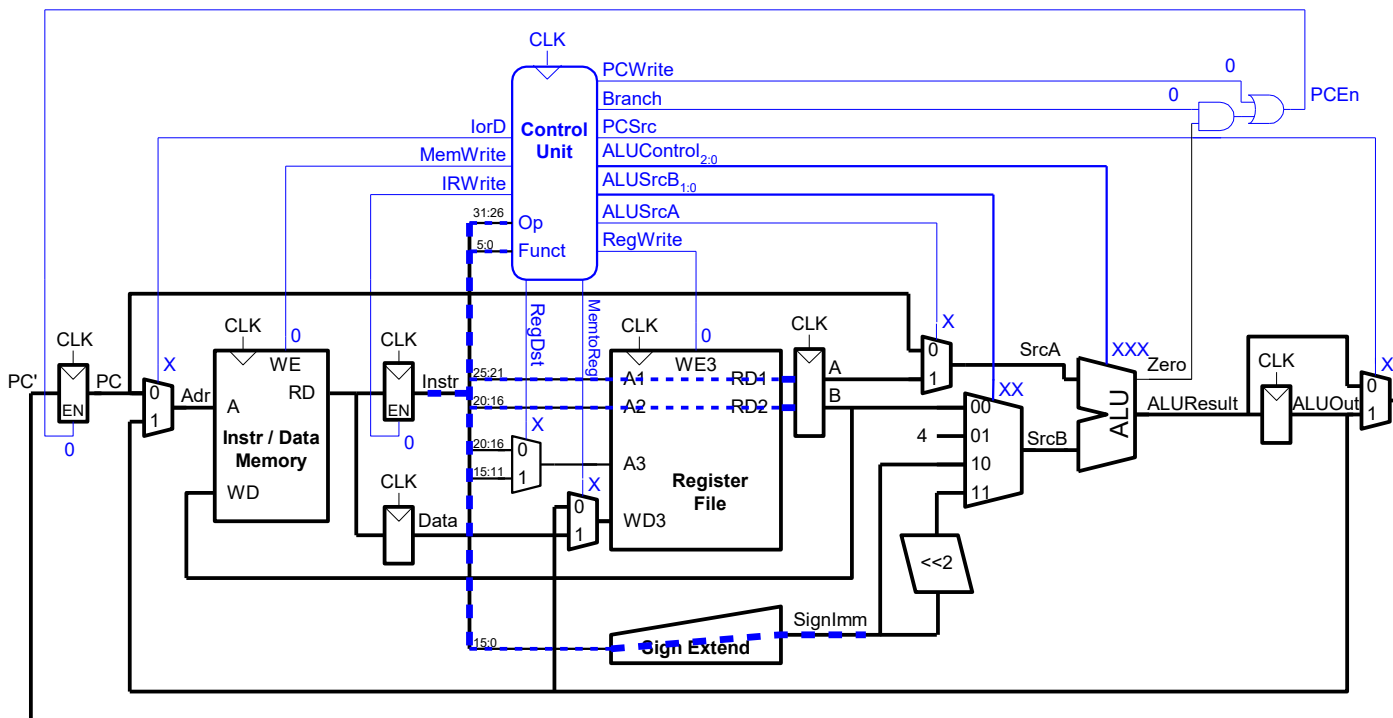 CLK
PCWrite
0
Branch
0
PCEn
IorD
Control
Unit
PCSrc
MemWrite
ALUControl2:0
IRWrite
ALUSrcB1:0
31:26
Op
ALUSrcA
5:0
Funct
RegWrite
RegDst
MemtoReg
CLK
X
CLK
0
CLK
CLK
0
CLK
X
XXX
CLK
X
PC'
PC
EN
0
0
1
Adr
WE
RD
A
Instr / Data
Memory
WD
EN
0
Instr
25:21
A1
WE3
RD1
A
20:16
A2
RD2
B
0
1
SrcA
Zero
ALU
ALUResult
ALUOut
0
1
XX
00
4
01
10
11
SrcB
X
20:16
0
15:11
1
A3
Register
File
CLK
Data
X
0
1
WD3
<<2
15:0
Sign Extend
SignImm